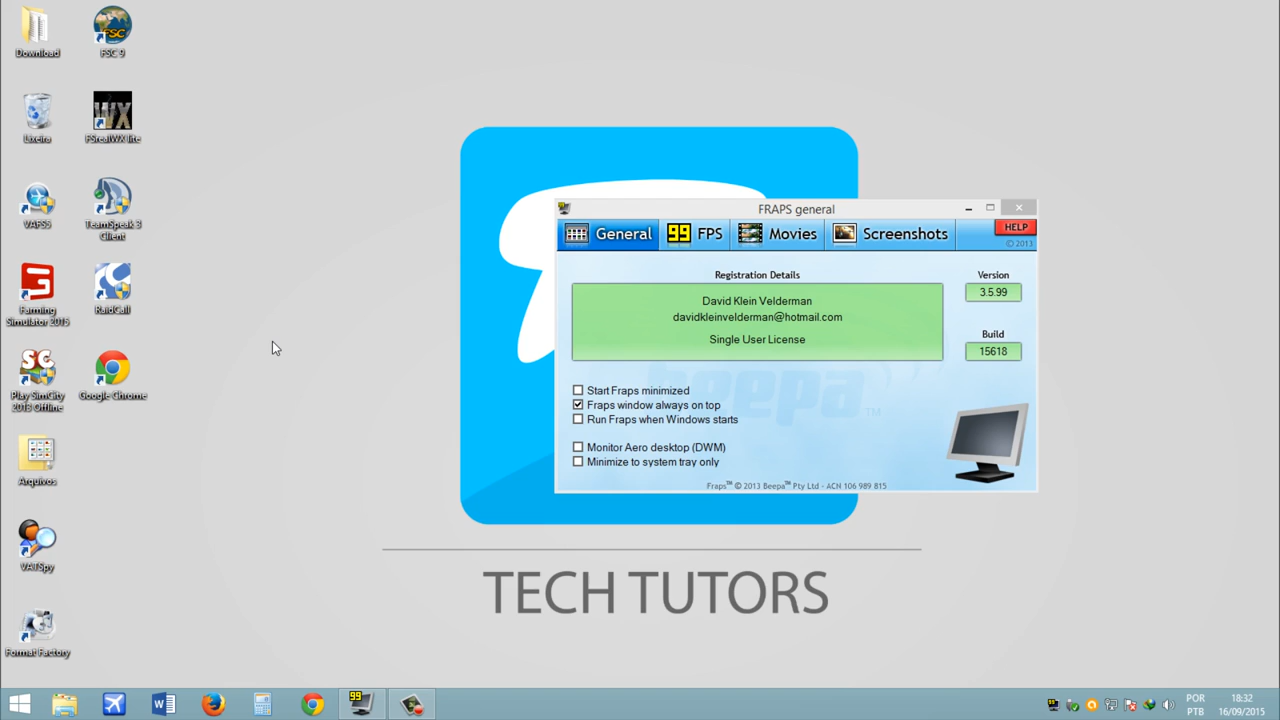 Download
FSC 9
Lixeira
FSrealWX lite
VAFS5
TeamSpeak 3
Client
Farming
Simulator 2015
RaidCall
Play SimCity
2013 Offline
Google Chrome
Arquivos
VATSpy
Format Factory
FRAPS general
General
99 FPS
Movies
Screenshots
HELP
© 2013
Registration Details
David Klein Velderman
davidkleinvelderman@hotmail.com
Single User License
Version
3.5.99
Build
15618
Start Fraps minimized
Fraps window always on top
Run Fraps when Windows starts
Monitor Aero desktop (DWM)
Minimize to system tray only
beepa™
Fraps™ © 2013 Beepa™ Pty Ltd - ACN 106 989 815
TECH TUTORS
99
POR
PTB
18:32
16/09/2015